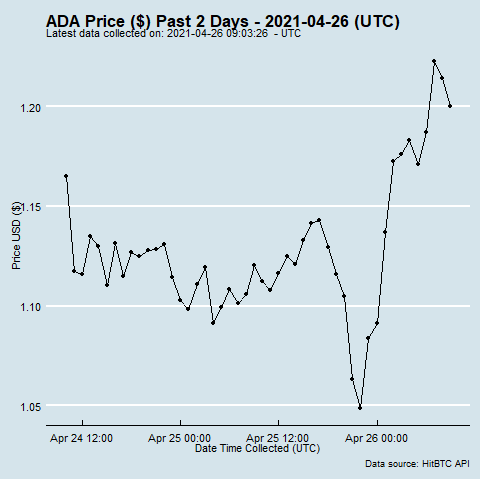 ADA Price ($) Past 2 Days - 2021-04-26 (UTC)
Latest data collected on: 2021-04-26 09:03:26  - UTC
Price USD ($)
1.20
1.15
1.10
1.05
Apr 24 12:00
Apr 25 00:00
Apr 25 12:00
Apr 26 00:00
Date Time Collected (UTC)
Data source: HitBTC API